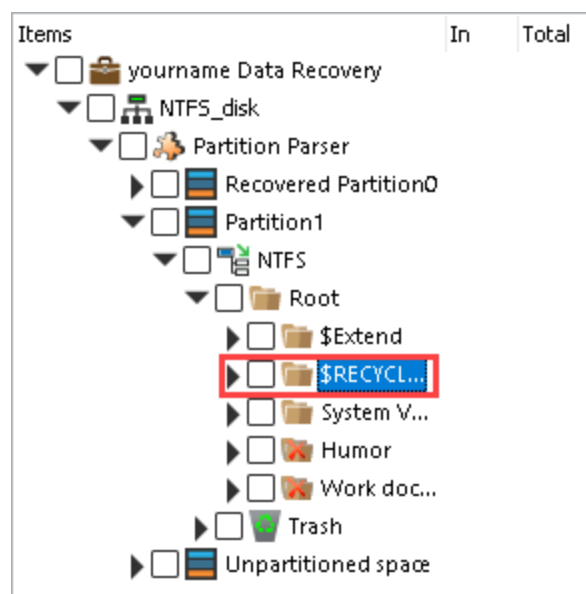 Items In Total
yourname Data Recovery
NTFS_disk
Partition Parser
Recovered Partition0
Partition1
NTFS
Root
$Extend
$RECYCL...
System V...
Humor
Work doc...
Trash
Unpartitioned space